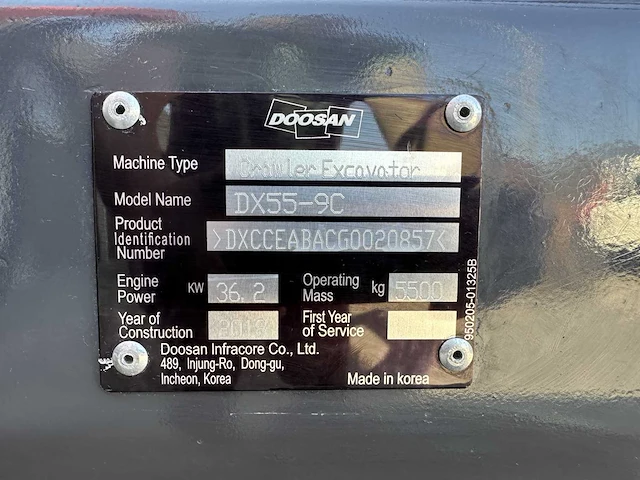 DOOSAN
Machine Type Crawler Excavator
Model Name DX55-9C
Product Identification Number >DXCCEABACG0020857<
Engine Power KW 36.2 Operating Mass kg 5500
Year of Construction First Year of Service
Doosan Infracore Co., Ltd.
489, Injung-Ro, Dong-gu,
Incheon, Korea Made in korea
950205-01325B